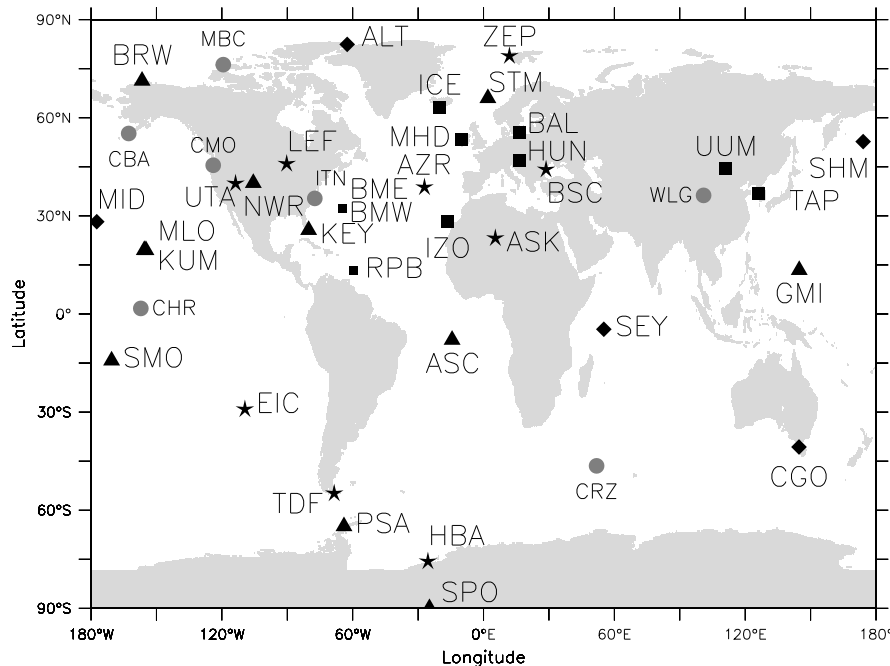 90°N
ALT
ZEP
MBC
BRW
ICE
STM
60°N
BAL
MHD
CBA
CMO
LEF
HUN
UUM
AZR
SHM
ITN
BME
UTA
BSC
WLG
MID
NWR
BMW
TAP
30°N
MLO
KEY
IZO
ASK
KUM
RPB
GMI
CHR
0°
SEY
SMO
ASC
Latitude
30°S
EIC
CGO
CRZ
TDF
60°S
PSA
HBA
SPO
90°S
180°W 120°W 60°W 0°E 60°E 120°E 180°
Longitude